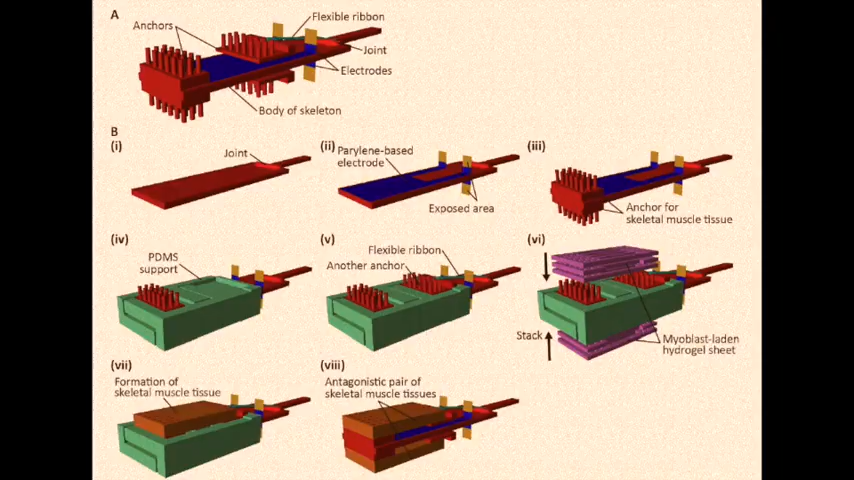 A
Anchors
Flexible ribbon
Joint
Electrodes
Body of skeleton
B
(i)
Joint
(ii)
Parylene-based
electrode
Exposed area
(iii)
Anchor for
skeletal muscle tissue
(iv)
PDMS
support
(v)
Flexible ribbon
Another anchor
(vi)
Stack
Myoblast-laden
hydrogel sheet
(vii)
Formation of
skeletal muscle tissue
(viii)
Antagonistic pair of
skeletal muscle tissues